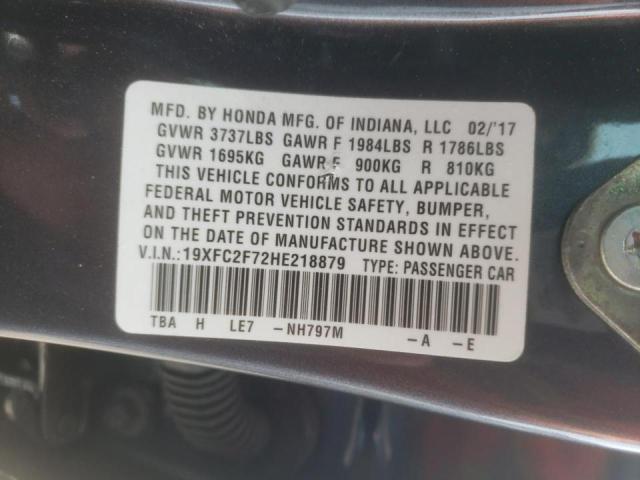 MFD. BY HONDA MFG. OF INDIANA, LLC 02/'17
GVWR 3737LBS GAWR F 1984LBS R 1786LBS
GVWR 1695KG GAWR F 900KG R 810KG
THIS VEHICLE CONFORMS TO ALL APPLICABLE
FEDERAL MOTOR VEHICLE SAFETY, BUMPER,
AND THEFT PREVENTION STANDARDS IN EFFECT
ON THE DATE OF MANUFACTURE SHOWN ABOVE.
V.I.N.: 19XFC2F72HE218879 TYPE: PASSENGER CAR
TBA H LE7 -NH797M -A -E